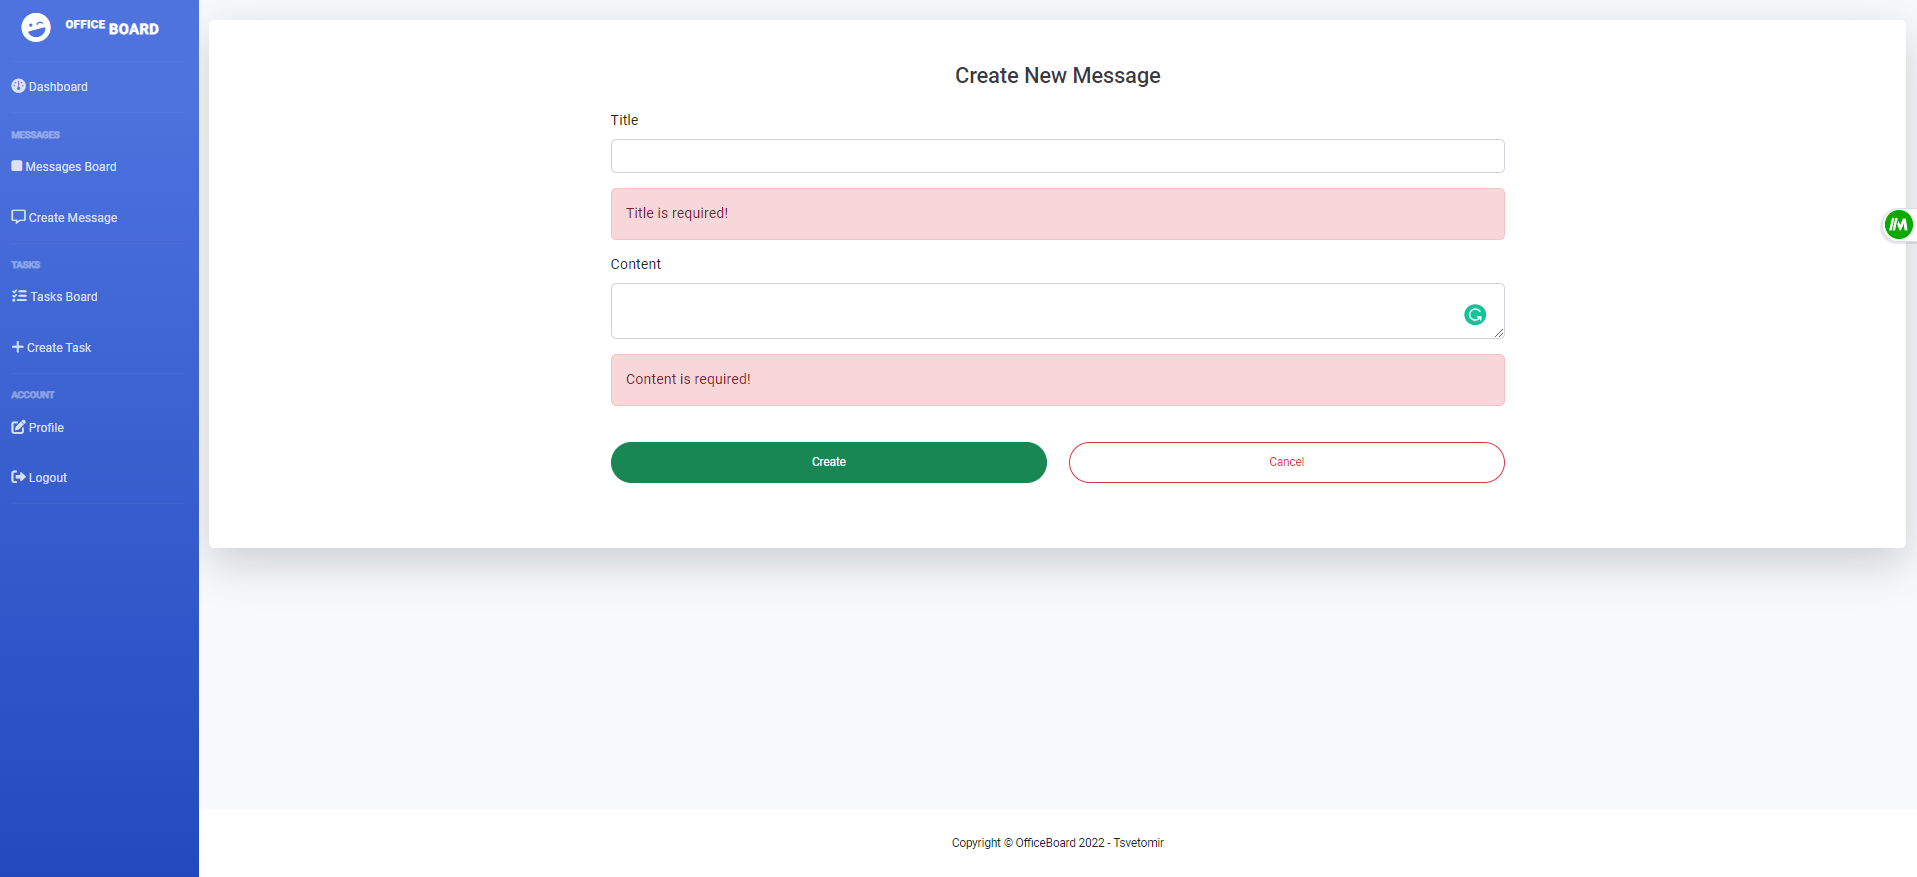 OFFICE BOARD
Dashboard
MESSAGES
Messages Board
Create Message
TASKS
Tasks Board
Create Task
ACCOUNT
Profile
Logout
Create New Message
Title
Title is required!
Content
Content is required!
Create
Cancel
Copyright © OfficeBoard 2022 - Tsvetomir